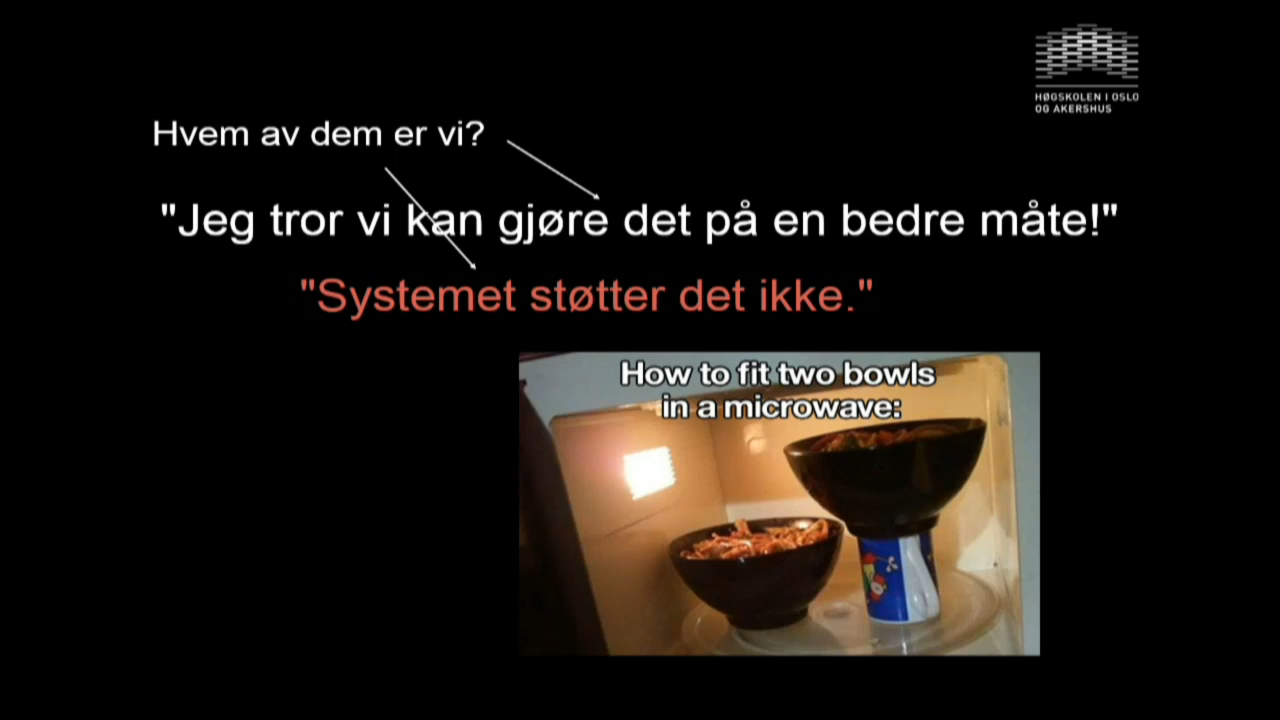 HØGSKOLEN I OSLO
OG AKERSHUS
Hvem av dem er vi?
"Jeg tror vi kan gjøre det på en bedre måte!"
"Systemet støtter det ikke."
How to fit two bowls
in a microwave: